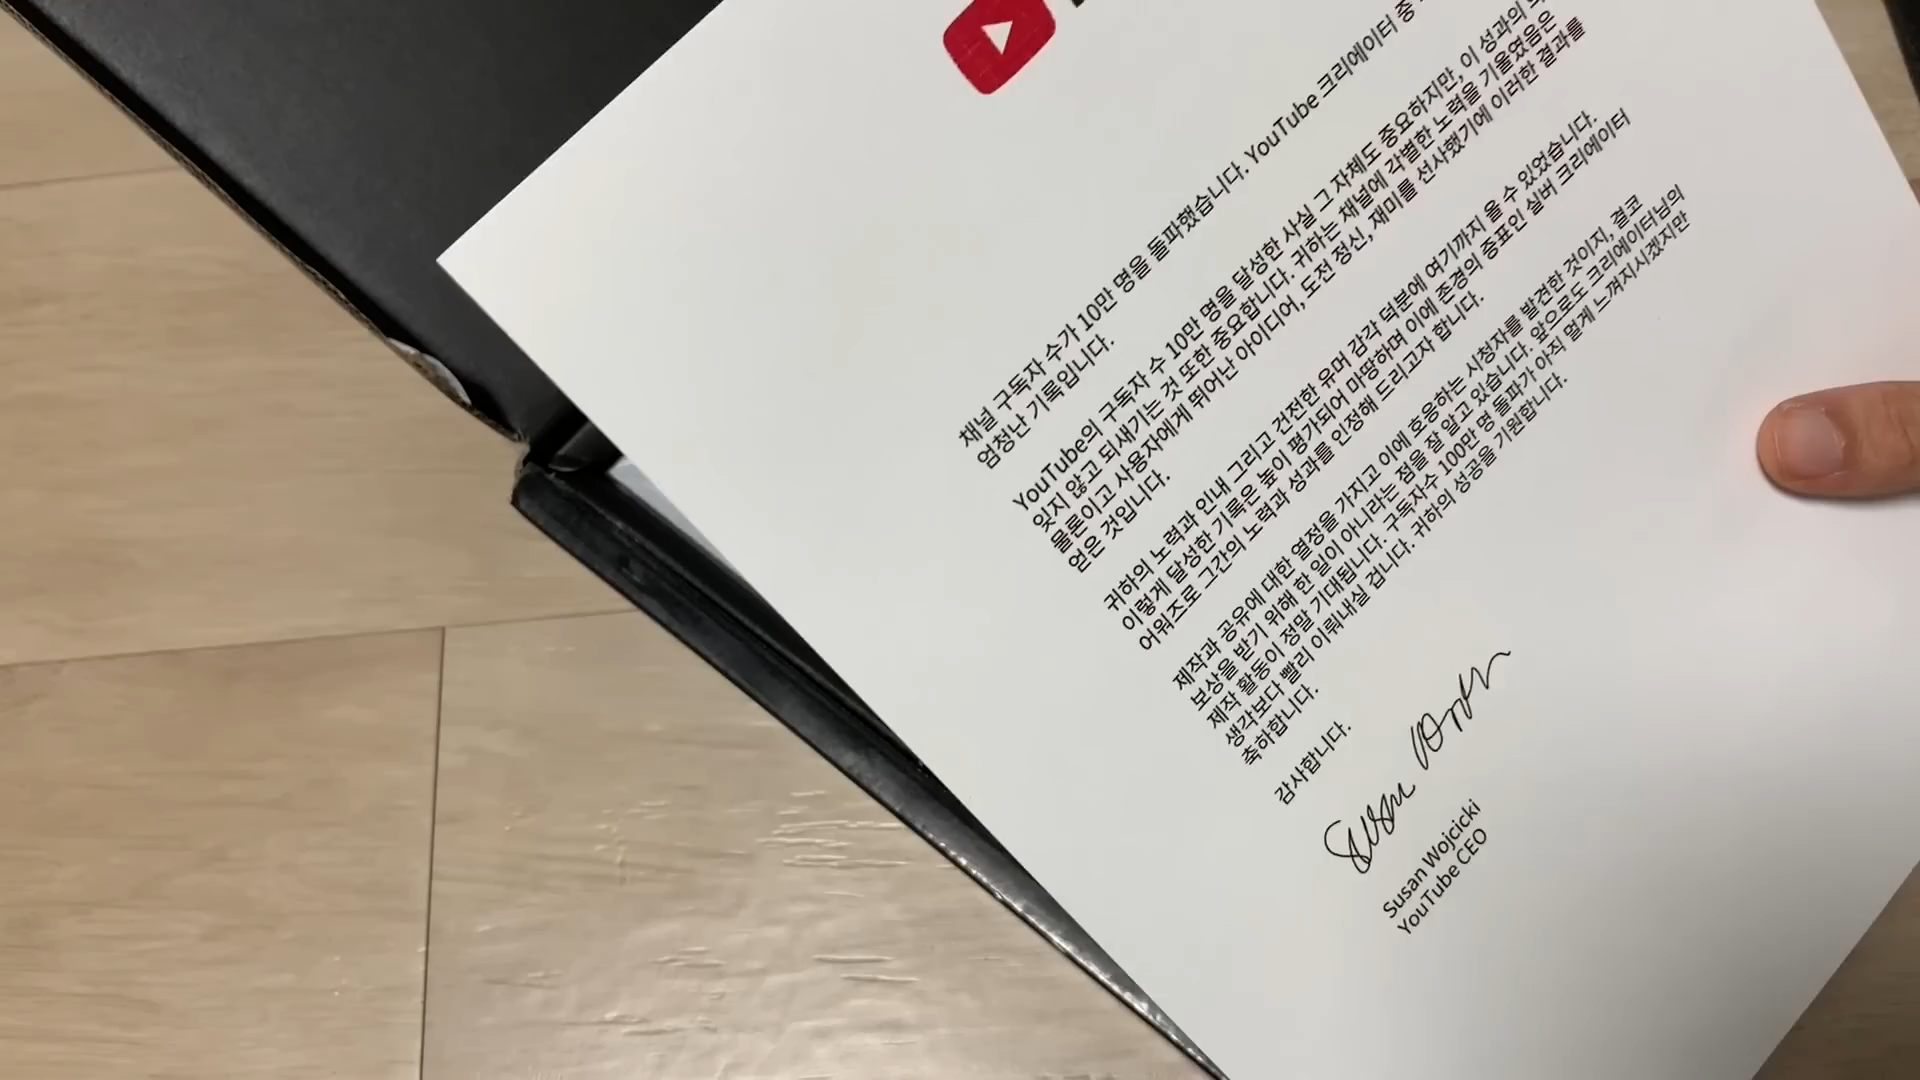 채널 구독자 수가 10만 명을 돌파했습니다. YouTube 크리에이터 중
엄청난 기록입니다.
YouTube의 구독자 수 10만 명을 달성한 사실 그 자체도 중요하지만, 이 성과의
잊지 않고 되새기는 것 또한 중요합니다. 귀하는 채널에 각별한 노력을 기울였음은
물론이고 사용자에게 뛰어난 아이디어, 도전 정신, 재미를 선사했기에 이러한 결과를
얻은 것입니다.
귀하의 노력과 인내 그리고 건전한 유머 감각 덕분에 여기까지 올 수 있었습니다.
이렇게 달성한 기록은 높이 평가되어 마땅하며 이에 존경의 증표인 실버 크리에이터
어워즈로 그간의 노력과 성과를 인정해 드리고자 합니다.
제작과 공유에 대한 열정을 가지고 이에 호응하는 시청자를 발견한 것이지, 결코
보상을 받기 위해 한 일이 아니라는 점을 잘 알고 있습니다. 앞으로도 크리에이터님의
제작 활동이 정말 기대됩니다. 구독자수 100만 명 돌파가 아직 멀게 느껴지시겠지만
생각보다 빨리 이뤄내실 겁니다. 귀하의 성공을 기원합니다.
축하합니다.
감사합니다.
Susan Wojcicki
YouTube CEO